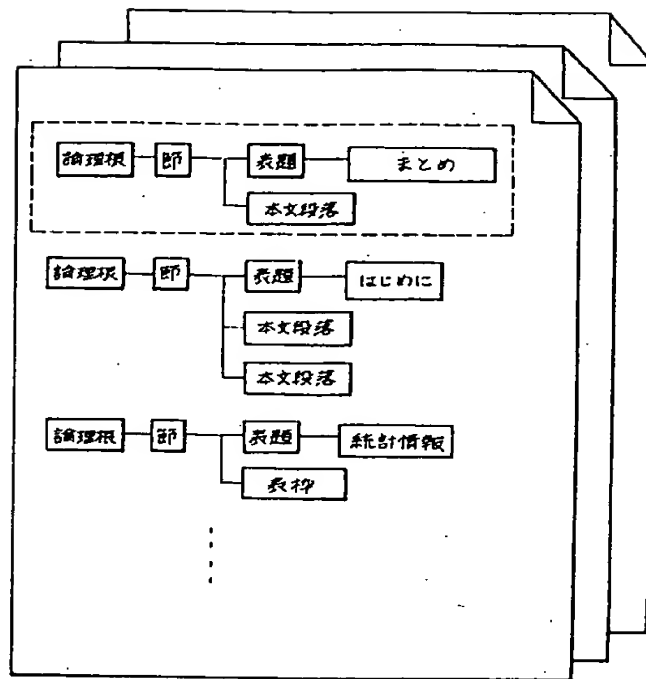 論理根 節 表題 まとめ
本文段落
論理根 節 表題 はじめに
本文段落
本文段落
論理根 節 表題 統計情報
表枠